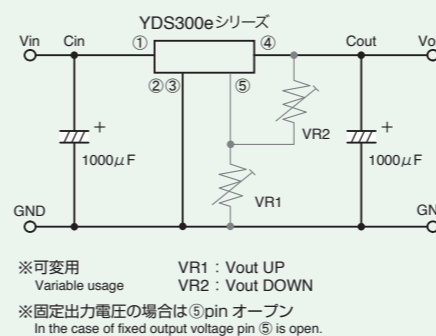 YDS300eシリーズ
Vin
Cin
①
④
Cout
Vo
②③
⑤
+
1000μF
VR2
+
1000μF
VR1
GND
GN
※可変用 VR1：Vout UP
Variable usage VR2：Vout DOWN
※固定出力電圧の場合は⑤pin オープン
In the case of fixed output voltage pin ⑤ is open.